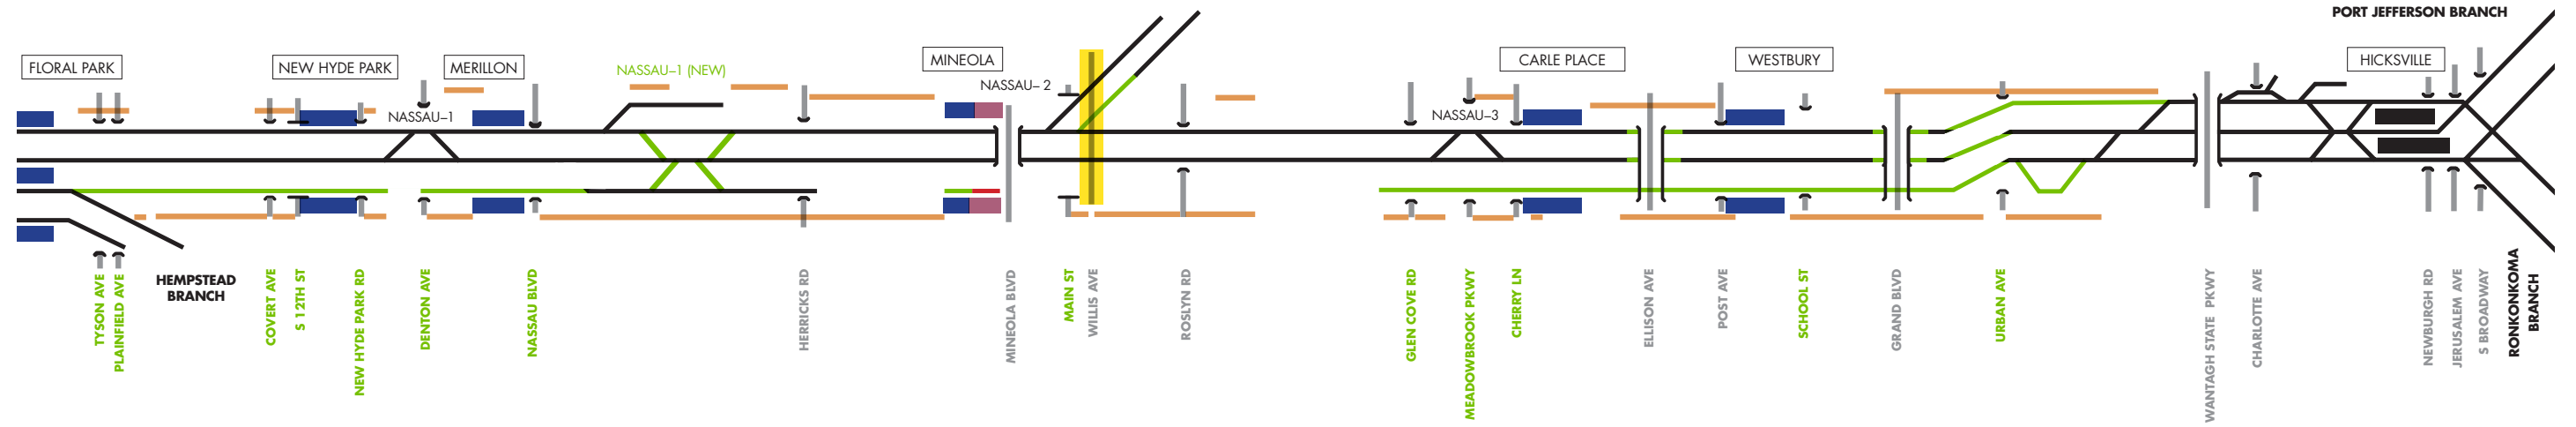 PORT JEFFERSON BRANCH
FLORAL PARK
NEW HYDE PARK
MERILLON
NASSAU–1 (NEW)
MINEOLA
CARLE PLACE
WESTBURY
HICKSVILLE
NASSAU–1
NASSAU– 2
NASSAU–3
HEMPSTEAD
BRANCH
TYSON AVE
PLAINFIELD AVE
COVERT AVE
S 12TH ST
NEW HYDE PARK RD
DENTON AVE
NASSAU BLVD
HERRICKS RD
MINEOLA BLVD
MAIN ST
WILLIS AVE
ROSLYN RD
GLEN COVE RD
MEADOWBROOK PKWY
CHERRY LN
ELLISON AVE
POST AVE
SCHOOL ST
GRAND BLVD
URBAN AVE
WANTAGH STATE PKWY
CHARLOTTE AVE
NEWBURGH RD
JERUSALEM AVE
S BROADWAY
RONKONKOMA
BRANCH